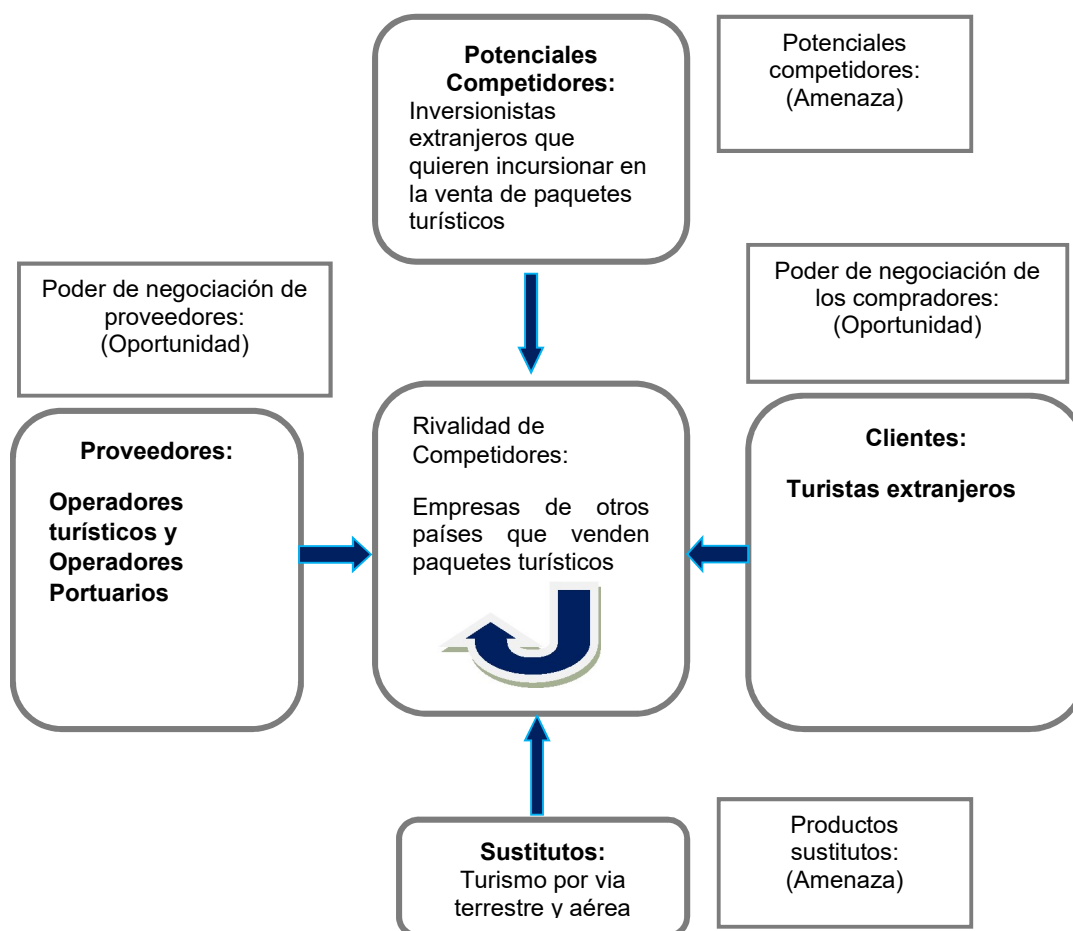 Potenciales
Competidores:
Inversionistas
extranjeros que
quieren incursionar en
la venta de paquetes
turísticos
Potenciales
competidores:
(Amenaza)
Poder de negociación de
proveedores:
(Oportunidad)
Poder de negociación de
los compradores:
(Oportunidad)
Proveedores:
Operadores
turísticos y
Operadores
Portuarios
Rivalidad de
Competidores:
Empresas de otros
países que venden
paquetes turísticos
Clientes:
Turistas extranjeros
Sustitutos:
Turismo por via
terrestre y aérea
Productos
sustitutos:
(Amenaza)